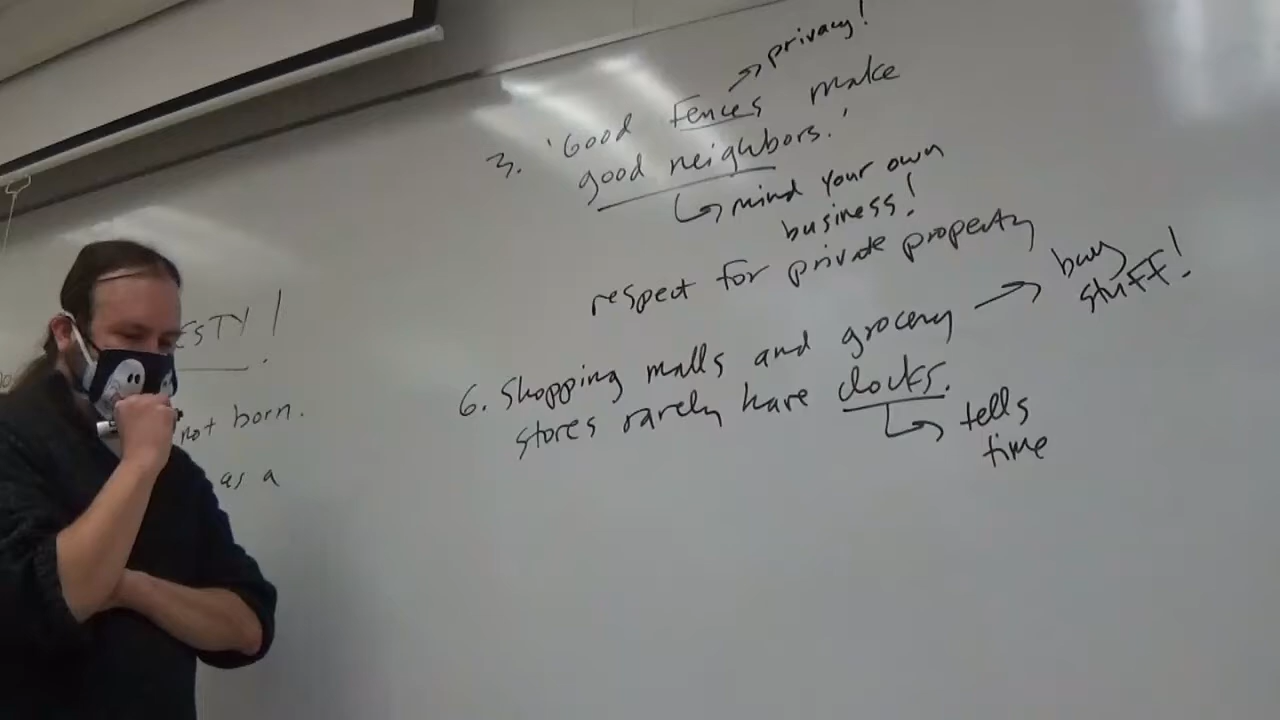 ESTY!
not born.
as a
privacy!
3. 'Good Fences make
good neighbors.'
mind your own
business!
respect for private property
buy
stuff!
6. Shopping malls and grocery
stores rarely have clocks.
tells
time